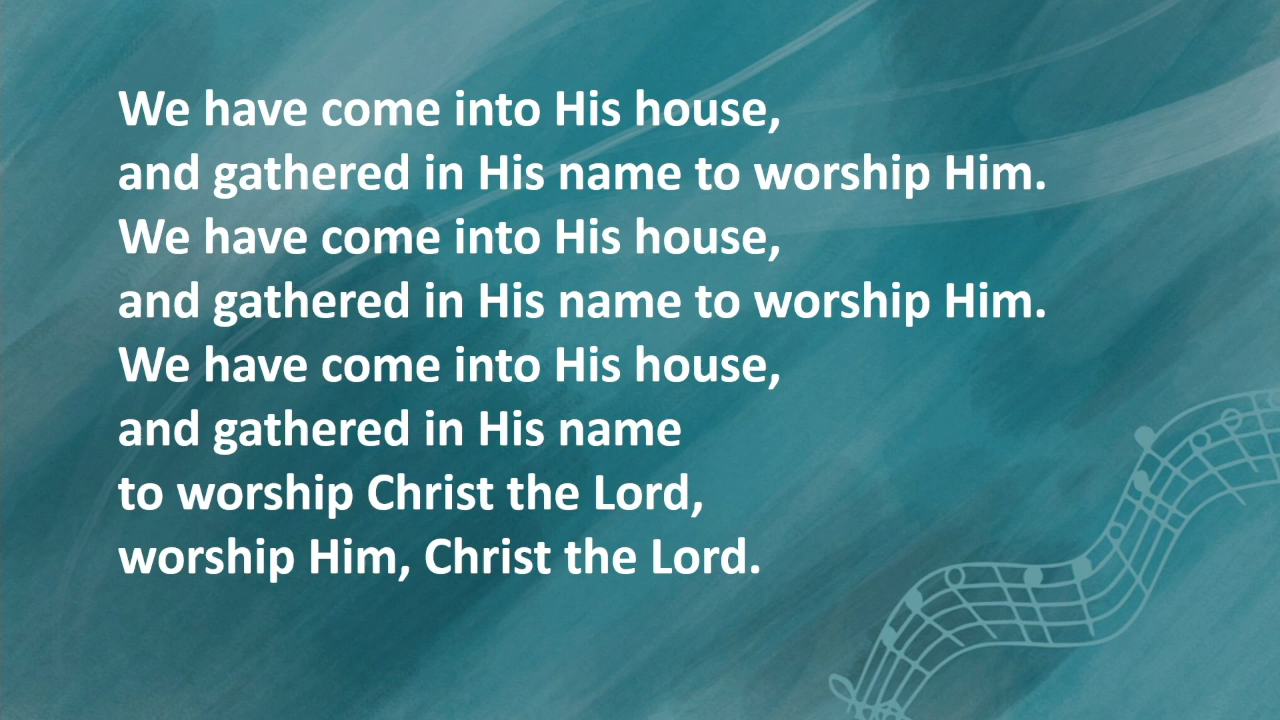 We have come into His house,
and gathered in His name to worship Him.
We have come into His house,
and gathered in His name to worship Him.
We have come into His house,
and gathered in His name
to worship Christ the Lord,
worship Him, Christ the Lord.